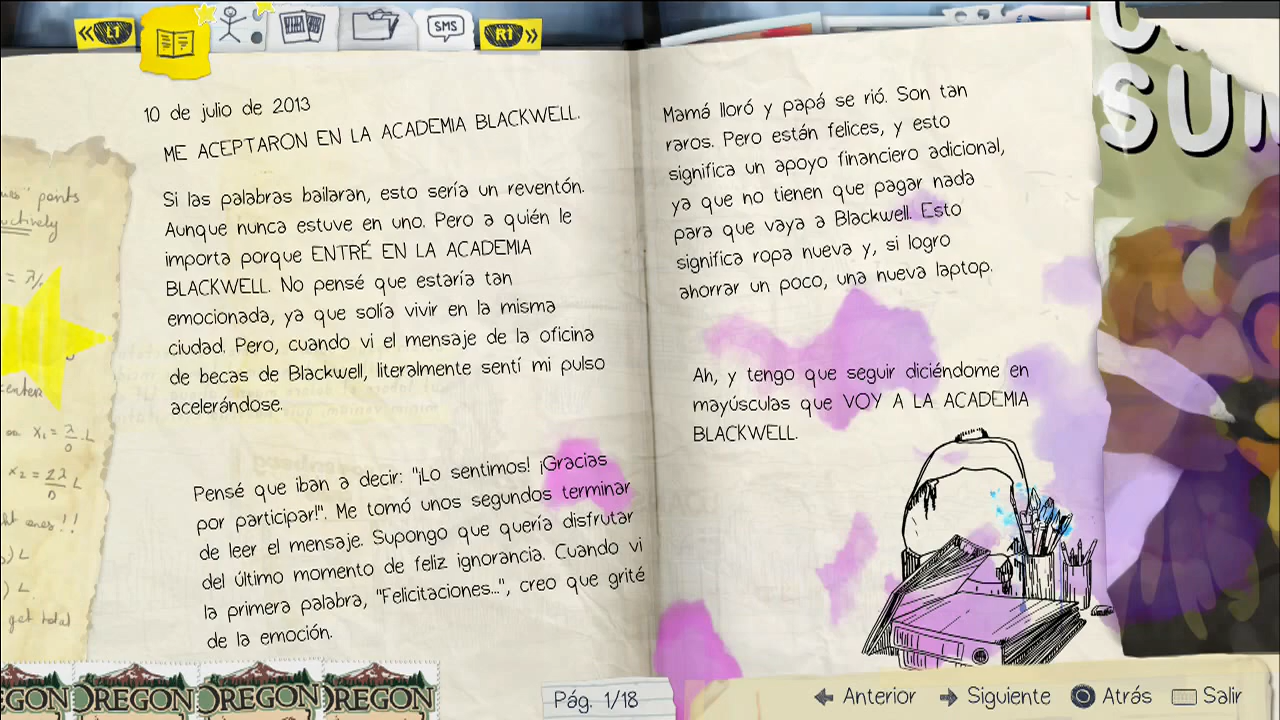 L1
SMS
R1
10 de julio de 2013
ME ACEPTARON EN LA ACADEMIA BLACKWELL.
Si las palabras bailaran, esto sería un reventón.
Aunque nunca estuve en uno. Pero a quién le
importa porque ENTRÉ EN LA ACADEMIA
BLACKWELL. No pensé que estaría tan
emocionada, ya que solía vivir en la misma
ciudad. Pero, cuando vi el mensaje de la oficina
de becas de Blackwell, literalmente sentí mi pulso
acelerándose.
Pensé que iban a decir: "¡Lo sentimos! ¡Gracias
por participar!". Me tomó unos segundos terminar
de leer el mensaje. Supongo que quería disfrutar
del último momento de feliz ignorancia. Cuando vi
la primera palabra, "Felicitaciones...", creo que grité
de la emoción.
Mamá lloró y papá se rió. Son tan
raros. Pero están felices, y esto
significa un apoyo financiero adicional,
ya que no tienen que pagar nada
para que vaya a Blackwell. Esto
significa ropa nueva y, si logro
ahorrar un poco, una nueva laptop.
Ah, y tengo que seguir diciéndome en
mayúsculas que VOY A LA ACADEMIA
BLACKWELL.
points
get total
OREGON OREGON OREGON
Pág. 1/18
Anterior Siguiente Atrás Salir